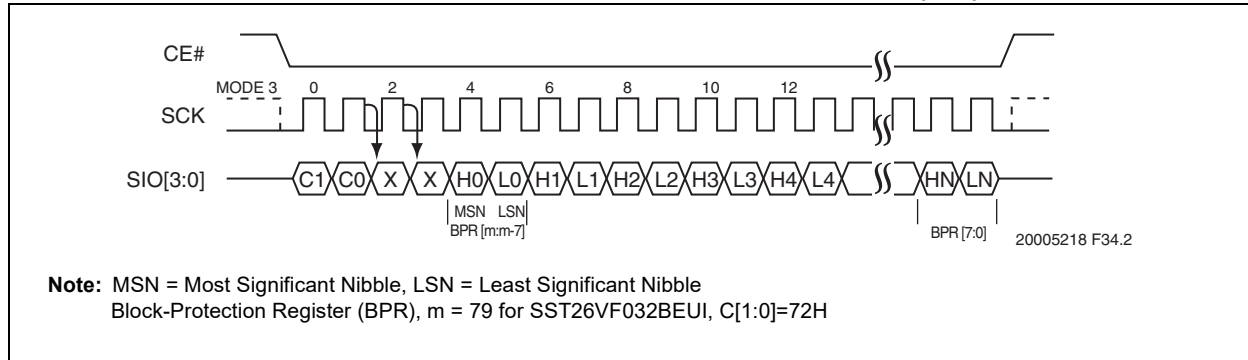 CE#
MODE 3 0 2 4 6 8 10 12
SCK
SIO[3:0] C1 C0 X X H0 L0 H1 L1 H2 L2 H3 L3 H4 L4 HN LN
MSN LSN
BPR [m:m-7] BPR [7:0]
20005218 F34.2
Note: MSN = Most Significant Nibble, LSN = Least Significant Nibble
Block-Protection Register (BPR), m = 79 for SST26VF032BEUI, C[1:0]=72H